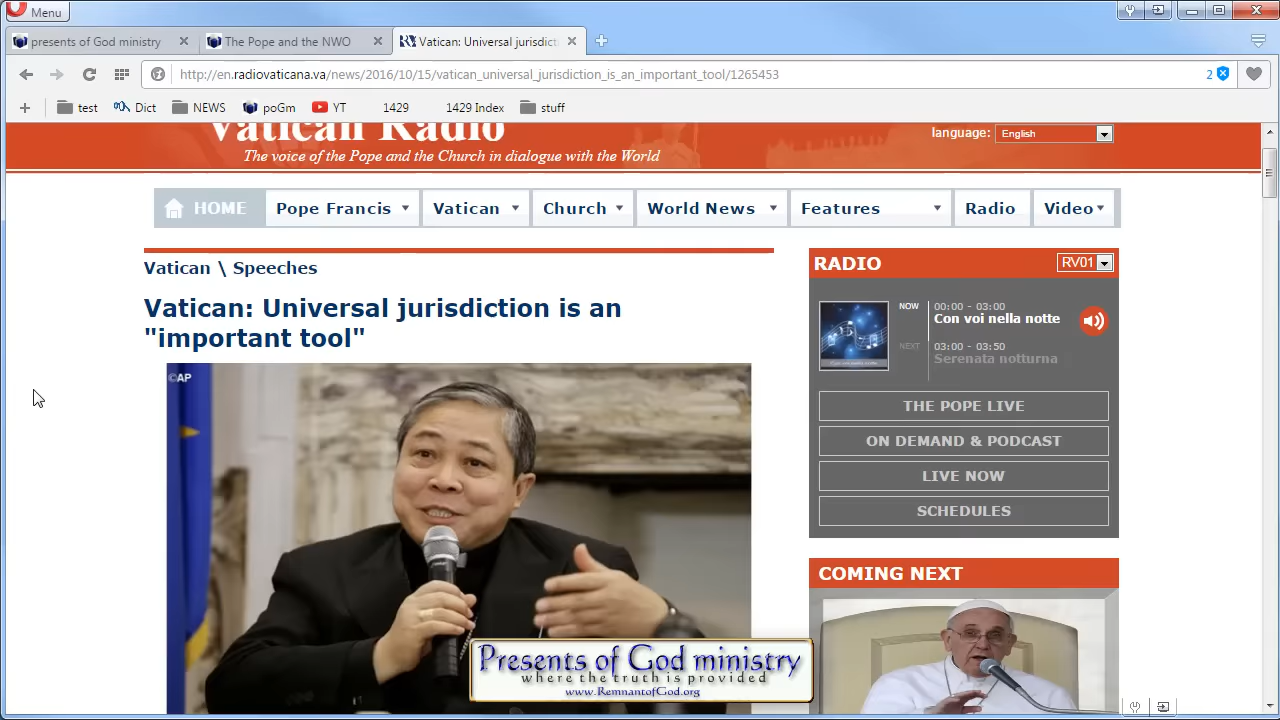 Menu
presents of God ministry
The Pope and the NWO
Vatican: Universal jurisdict
http://en.radiovaticana.va/news/2016/10/15/vatican_universal_jurisdiction_is_an_important_tool/1265453
2
test
Dict
NEWS
poGm
YT
1429
1429 Index
stuff
Vatican Radio
The voice of the Pope and the Church in dialogue with the World
language:
English
HOME
Pope Francis
Vatican
Church
World News
Features
Radio
Video
Vatican \ Speeches
Vatican: Universal jurisdiction is an
"important tool"
©AP
RADIO
RV01
NOW
00:00 - 03:00
Con voi nella notte
NEXT
03:00 - 03:50
Serenata notturna
THE POPE LIVE
ON DEMAND & PODCAST
LIVE NOW
SCHEDULES
COMING NEXT
Presents of God ministry
where the truth is provided
www.RemnantofGod.org